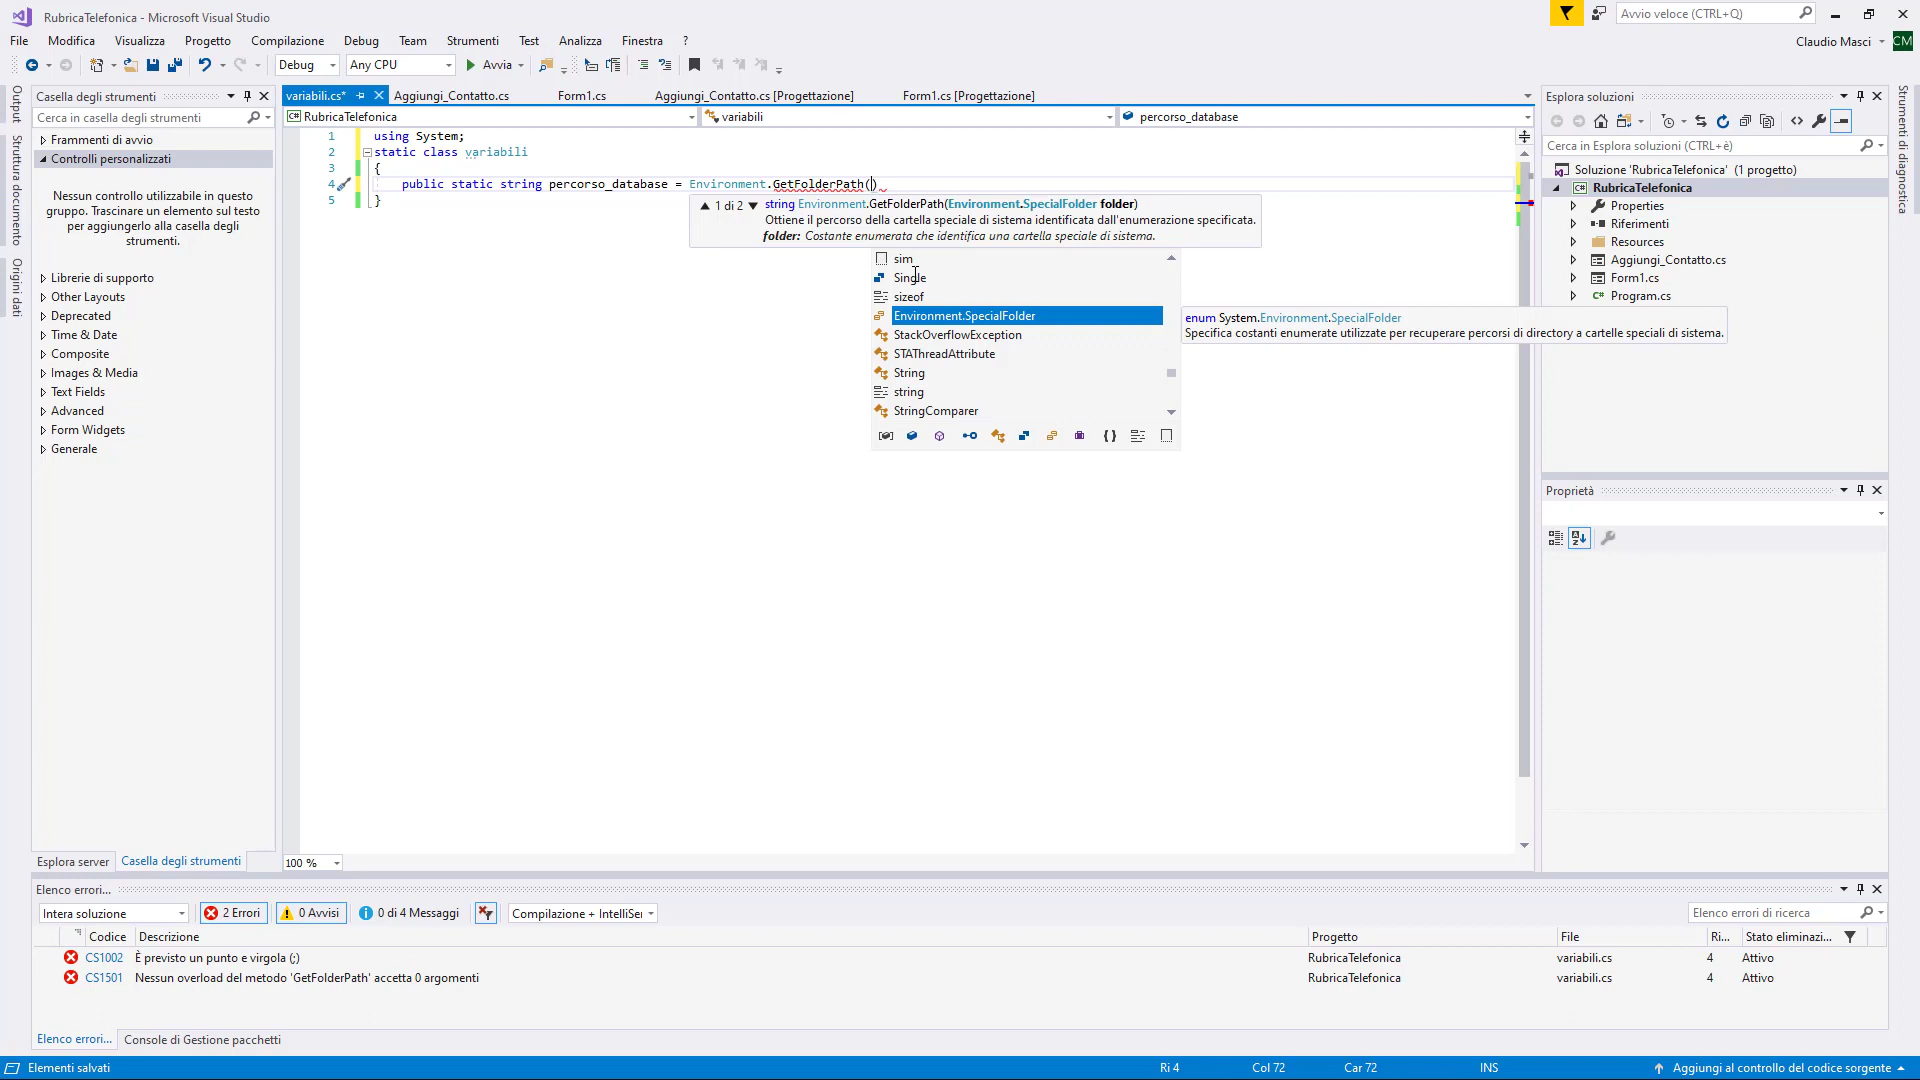 RubricaTelefonica - Microsoft Visual Studio
Avvio veloce (CTRL+Q)
File Modifica Visualizza Progetto Compilazione Debug Team Strumenti Test Analizza Finestra ?
Claudio Masci CM
Debug Any CPU Avvia
Output
Struttura documento
Origini dati
Casella degli strumenti
Cerca in casella degli strumenti
Frammenti di avvio
Controlli personalizzati
Nessun controllo utilizzabile in questo
gruppo. Trascinare un elemento sul testo
per aggiungerlo alla casella degli
strumenti.
Librerie di supporto
Other Layouts
Deprecated
Time & Date
Composite
Images & Media
Text Fields
Advanced
Form Widgets
Generale
Esplora server Casella degli strumenti
variabili.cs* Aggiungi_Contatto.cs Form1.cs Aggiungi_Contatto.cs [Progettazione] Form1.cs [Progettazione]
C# RubricaTelefonica variabili percorso_database
1 using System;
2 static class variabili
3 {
4 public static string percorso_database = Environment.GetFolderPath()
5 }
1 di 2 string Environment.GetFolderPath(Environment.SpecialFolder folder)
Ottiene il percorso della cartella speciale di sistema identificata dall'enumerazione specificata.
folder: Costante enumerata che identifica una cartella speciale di sistema.
sim
Single
sizeof
Environment.SpecialFolder
StackOverflowException
STAThreadAttribute
String
string
StringComparer
enum System.Environment.SpecialFolder
Specifica costanti enumerate utilizzate per recuperare percorsi di directory a cartelle speciali di sistema.
100 %
Esplora soluzioni
Cerca in Esplora soluzioni (CTRL+è)
Soluzione 'RubricaTelefonica' (1 progetto)
C# RubricaTelefonica
Properties
Riferimenti
Resources
Aggiungi_Contatto.cs
Form1.cs
C# Program.cs
Proprietà
Strumenti di diagnostica
Elenco errori...
Intera soluzione 2 Errori 0 Avvisi 0 di 4 Messaggi Compilazione + IntelliSe Elenco errori di ricerca
Codice Descrizione Progetto File Ri... Stato eliminazi...
CS1002 È previsto un punto e virgola (;) RubricaTelefonica variabili.cs 4 Attivo
CS1501 Nessun overload del metodo 'GetFolderPath' accetta 0 argomenti RubricaTelefonica variabili.cs 4 Attivo
Elenco errori... Console di Gestione pacchetti
Elementi salvati Ri 4 Col 72 Car 72 INS Aggiungi al controllo del codice sorgente